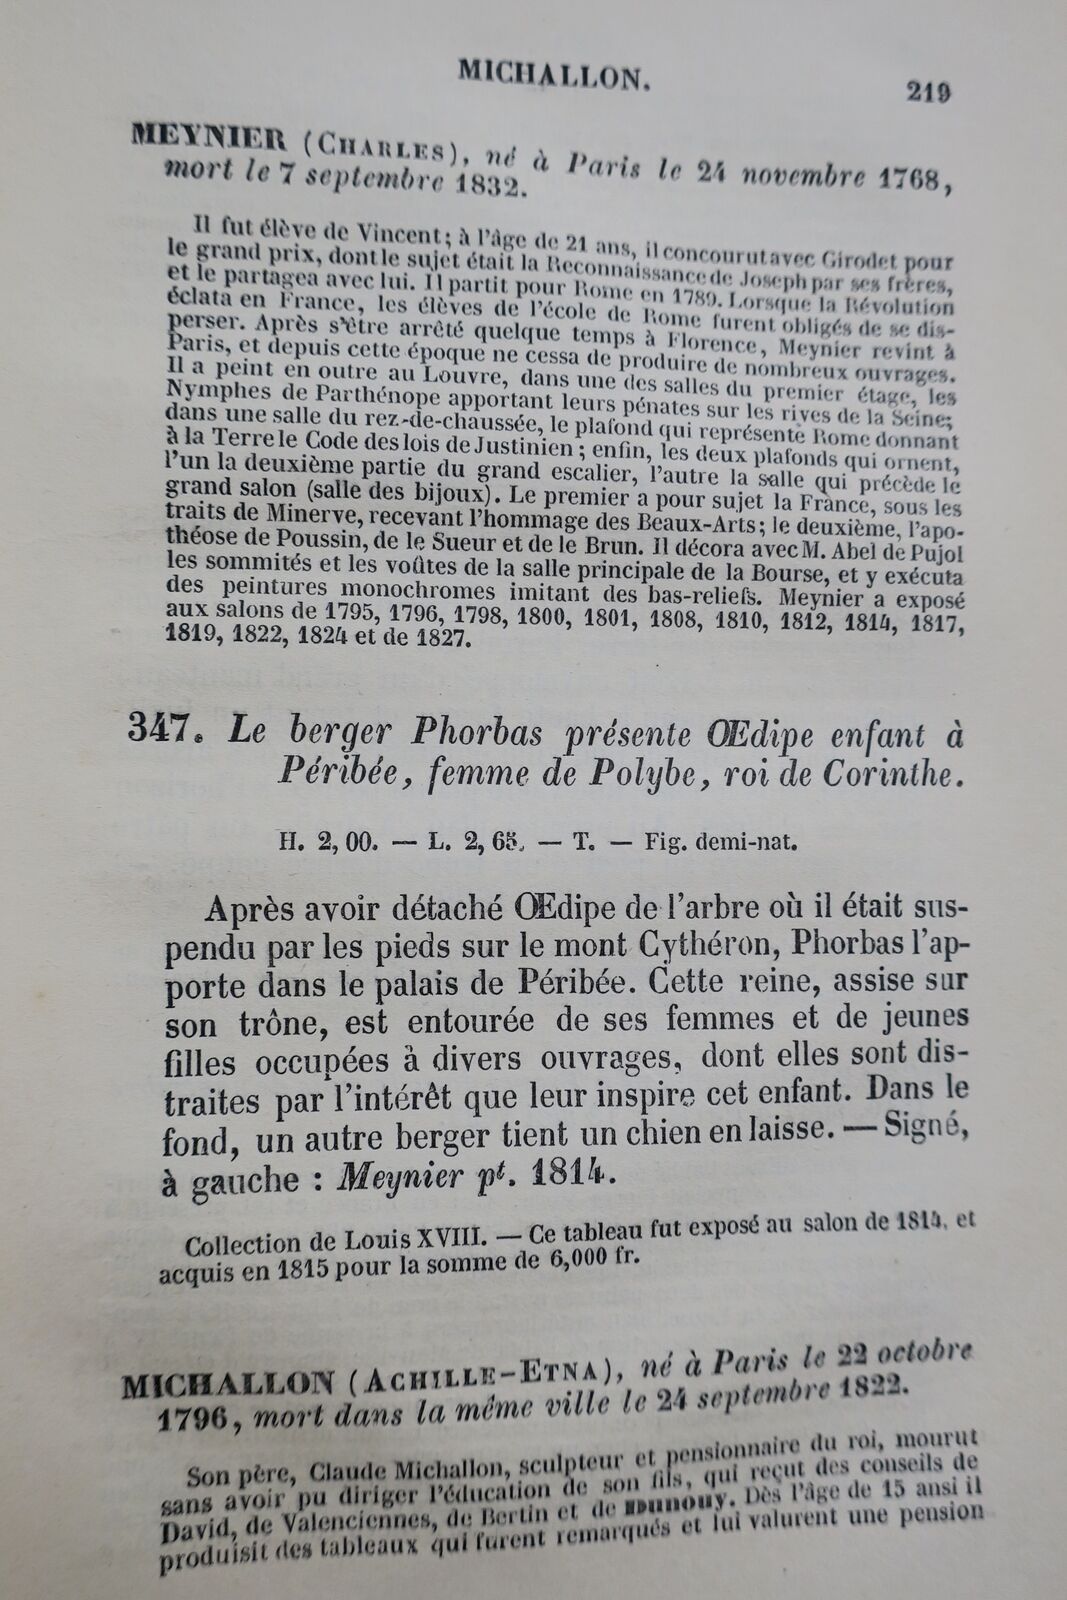 MICHALLON.
219
MEYNIER (CHARLES), né à Paris le 24 novembre 1768,
mort le 7 septembre 1832.
Il fut élève de Vincent; à l'âge de 21 ans, il concourut avec Girodet pour
le grand prix, dont le sujet était la Reconnaissance de Joseph par ses frères,
et le partagea avec lui. Il partit pour Rome en 1789. Lorsque la Révolution
éclata en France, les élèves de l'école de Rome furent obligés de se dis-
perser. Après s'être arrêté quelque temps à Florence, Meynier revint à
Paris, et depuis cette époque ne cessa de produire de nombreux ouvrages.
Il a peint en outre au Louvre, dans une des salles du premier étage, les
Nymphes de Parthénope apportant leurs pénates sur les rives de la Seine;
dans une salle du rez-de-chaussée, le plafond qui représente Rome donnant
à la Terre le Code des lois de Justinien; enfin, les deux plafonds qui ornent,
l'un la deuxième partie du grand escalier, l'autre la salle qui précède le
grand salon (salle des bijoux). Le premier a pour sujet la France, sous les
traits de Minerve, recevant l'hommage des Beaux-Arts; le deuxième, l'apo-
théose de Poussin, de le Sueur et de le Brun. Il décora avec M. Abel de Pujol
les sommités et les voûtes de la salle principale de la Bourse, et y exécuta
des peintures monochromes imitant des bas-reliefs. Meynier a exposé
aux salons de 1795, 1796, 1798, 1800, 1801, 1808, 1810, 1812, 1814, 1817,
1819, 1822, 1824 et de 1827.
347. Le berger Phorbas présente Œdipe enfant à
Péribée, femme de Polybe, roi de Corinthe.
H. 2, 00. — L. 2, 65. — T. — Fig. demi-nat.
Après avoir détaché Œdipe de l'arbre où il était sus-
pendu par les pieds sur le mont Cythéron, Phorbas l'ap-
porte dans le palais de Péribée. Cette reine, assise sur
son trône, est entourée de ses femmes et de jeunes
filles occupées à divers ouvrages, dont elles sont dis-
traites par l'intérêt que leur inspire cet enfant. Dans le
fond, un autre berger tient un chien en laisse. — Signé,
à gauche : Meynier pt. 1814.
Collection de Louis XVIII. — Ce tableau fut exposé au salon de 1814, et
acquis en 1815 pour la somme de 6,000 fr.
MICHALLON (ACHILLE-ETNA), né à Paris le 22 octobre
1796, mort dans la même ville le 24 septembre 1822.
Son père, Claude Michallon, sculpteur et pensionnaire du roi, mourut
sans avoir pu diriger l'éducation de son fils, qui reçut des conseils de
David, de Valenciennes, de Bertin et de Dunouy. Dès l'âge de 15 ansi il
produisit des tableaux qui furent remarqués et lui valurent une pension